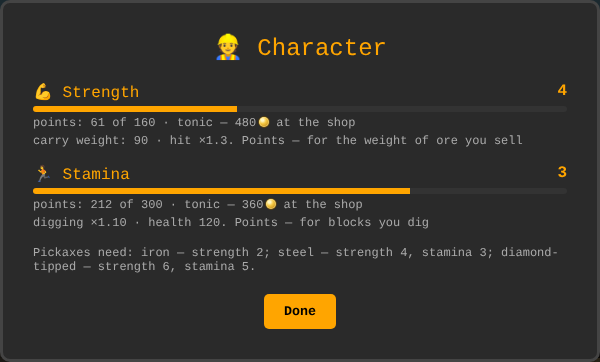 👷 Character
💪 Strength 4
points: 61 of 160 · tonic — 480🪙 at the shop
carry weight: 90 · hit ×1.3. Points — for the weight of ore you sell
🏃 Stamina 3
points: 212 of 300 · tonic — 360🪙 at the shop
digging ×1.10 · health 120. Points — for blocks you dig
Pickaxes need: iron — strength 2; steel — strength 4, stamina 3; diamond-
tipped — strength 6, stamina 5.
Done